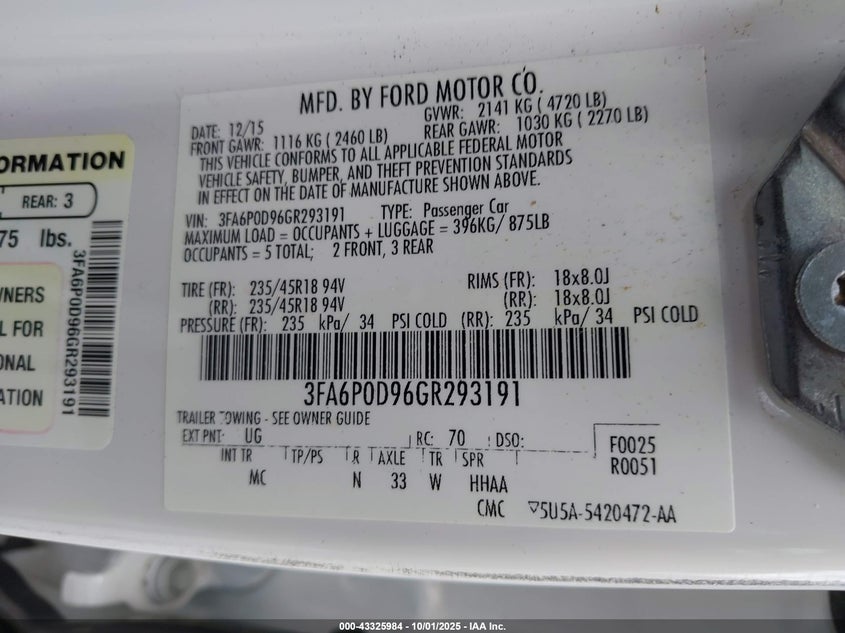 ORMATION
REAR: 3
75 lbs.
WNERS
L FOR
ONAL
ATION
3FA6P0D96GR293191
MFD. BY FORD MOTOR CO.
DATE: 12/15 GVWR: 2141 KG ( 4720 LB)
FRONT GAWR: 1116 KG ( 2460 LB) REAR GAWR: 1030 KG ( 2270 LB)
THIS VEHICLE CONFORMS TO ALL APPLICABLE FEDERAL MOTOR
VEHICLE SAFETY, BUMPER, AND THEFT PREVENTION STANDARDS
IN EFFECT ON THE DATE OF MANUFACTURE SHOWN ABOVE.
VIN: 3FA6P0D96GR293191 TYPE: Passenger Car
MAXIMUM LOAD = OCCUPANTS + LUGGAGE = 396KG/ 875LB
OCCUPANTS = 5 TOTAL; 2 FRONT, 3 REAR
TIRE (FR): 235/45R18 94V RIMS (FR): 18x8.0J
(RR): 235/45R18 94V (RR): 18x8.0J
PRESSURE (FR): 235 kPa/ 34 PSI COLD (RR): 235 kPa/ 34 PSI COLD
3FA6P0D96GR293191
TRAILER TOWING - SEE OWNER GUIDE
EXT PNT: UG RC: 70 DSO:
F0025
INT TR TP/PS R AXLE TR SPR
R0051
MC N 33 W HHAA
CMC ▽5U5A-5420472-AA
000-43325984 - 10/01/2025 - IAA Inc.